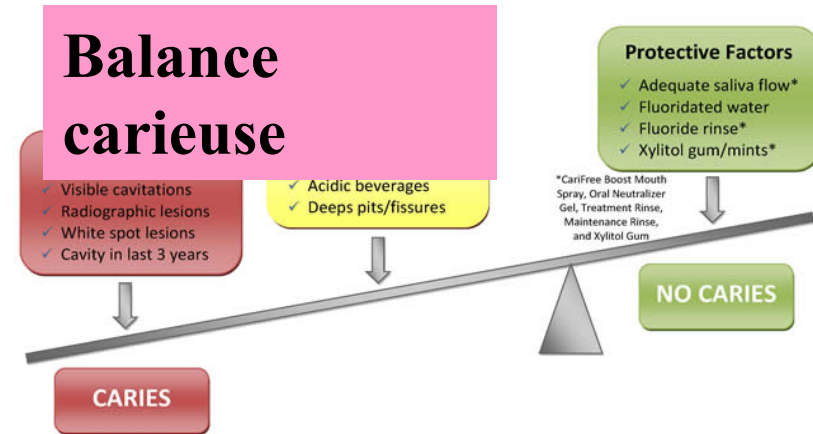 Balance
carieuse
✓ Visible cavitations
✓ Radiographic lesions
✓ White spot lesions
✓ Cavity in last 3 years
✓ Acidic beverages
✓ Deeps pits/fissures
Protective Factors
✓ Adequate saliva flow*
✓ Fluoridated water
✓ Fluoride rinse*
✓ Xylitol gum/mints*
*CariFree Boost Mouth
Spray, Oral Neutralizer
Gel, Treatment Rinse,
Maintenance Rinse,
and Xylitol Gum
NO CARIES
CARIES